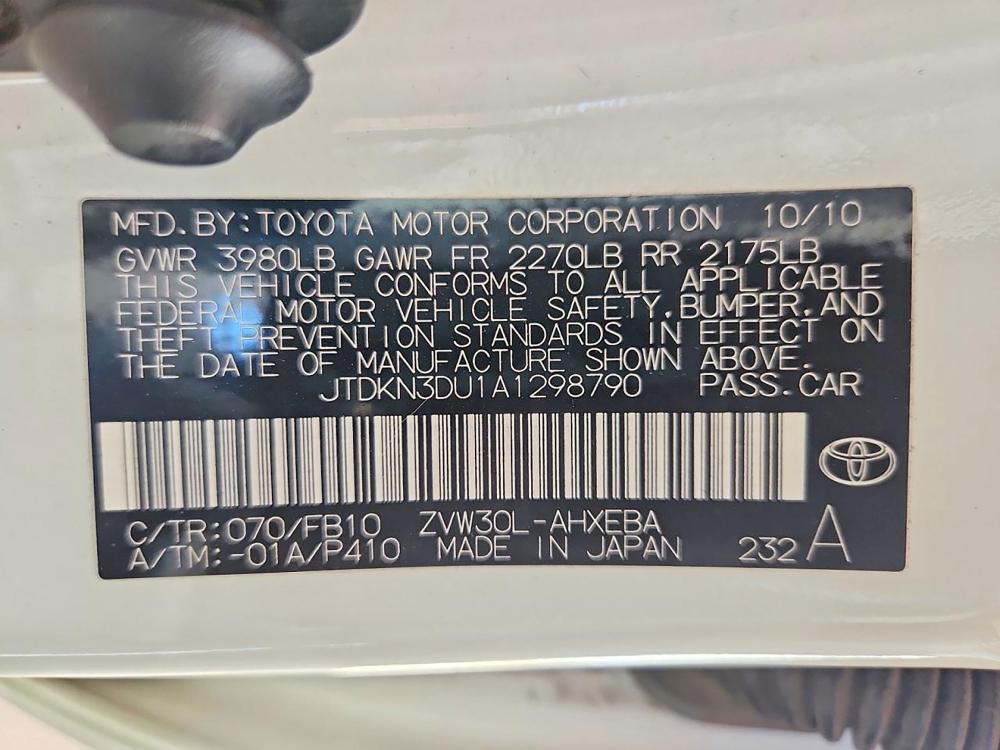 MFD. BY: TOYOTA MOTOR CORPORATION 10/10
GVWR 3980LB GAWR FR 2270LB RR 2175LB
THIS VEHICLE CONFORMS TO ALL APPLICABLE
FEDERAL MOTOR VEHICLE SAFETY, BUMPER, AND
THEFT PREVENTION STANDARDS IN EFFECT ON
THE DATE OF MANUFACTURE SHOWN ABOVE.
JTDKN3DU1A1298790 PASS. CAR
C/TR: 070/FB10 ZVW30L-AHXEBA
A/TM: -01A/P410 MADE IN JAPAN 232 A